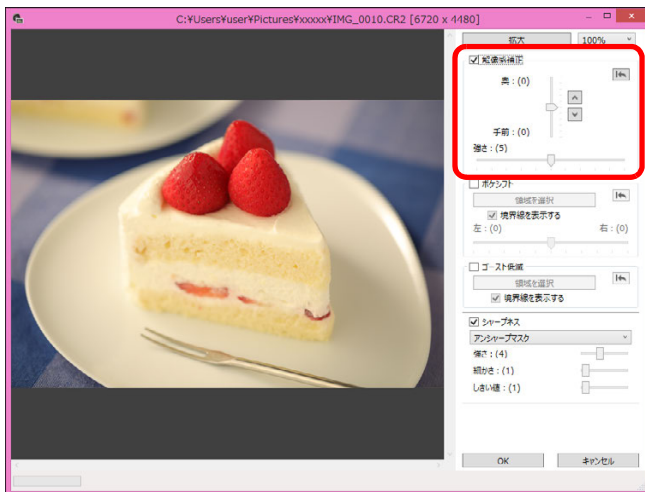 C:¥Users¥user¥Pictures¥xxxxx¥IMG_0010.CR2 [6720 x 4480]
拡大 100%
解像感補正
奥：(0)
手前：(0)
強さ：(5)
ボケシフト
領域を選択
境界線を表示する
左：(0) 右：(0)
ゴースト低減
領域を選択
境界線を表示する
シャープネス
アンシャープマスク
強さ：(4)
細かさ：(1)
しきい値：(1)
OK キャンセル